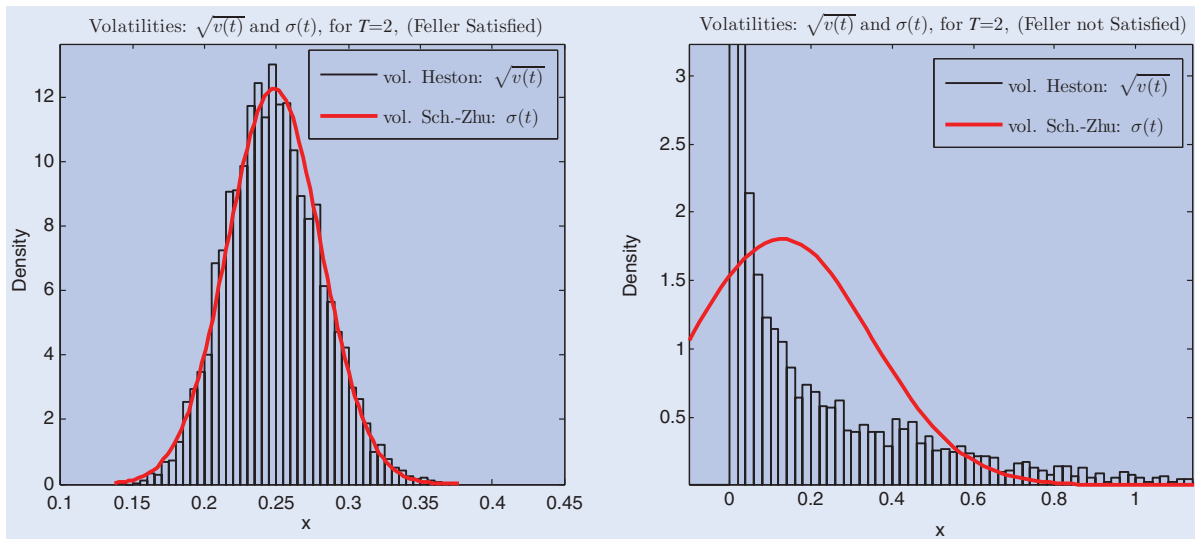 Volatilities: √v(t) and σ(t), for T=2, (Feller Satisfied)
vol. Heston: √v(t)
vol. Sch.-Zhu: σ(t)
Density
12
10
8
6
4
2
0
0.1 0.15 0.2 0.25 0.3 0.35 0.4 0.45
x
Volatilities: √v(t) and σ(t), for T=2, (Feller not Satisfied)
vol. Heston: √v(t)
vol. Sch.-Zhu: σ(t)
Density
3
2.5
2
1.5
1
0.5
0 0.2 0.4 0.6 0.8 1
x